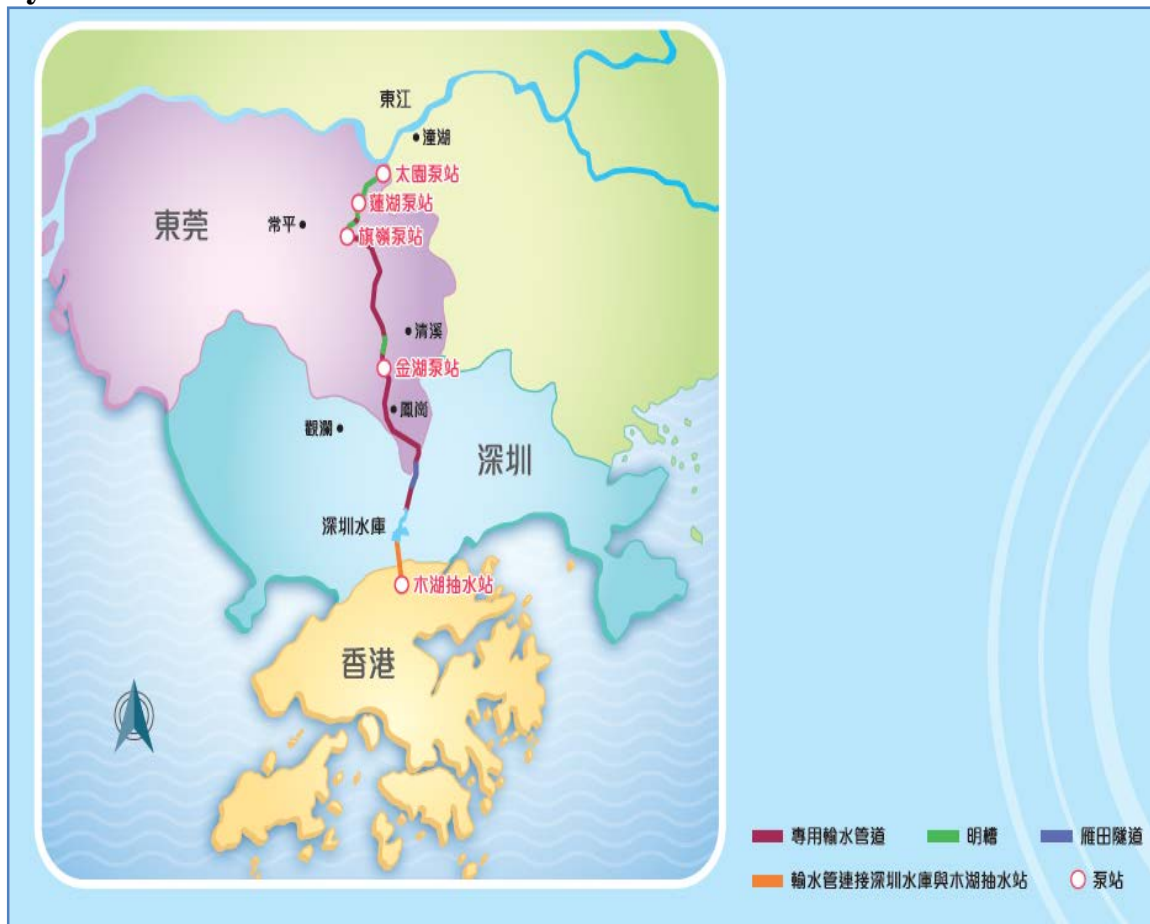 東江
潼湖
太園泵站
蓮湖泵站
東莞
常平
旗嶺泵站
清溪
金湖泵站
鳳崗
觀瀾
深圳
深圳水庫
木湖抽水站
香港
專用輸水管道
明槽
雁田隧道
輸水管連接深圳水庫與木湖抽水站
泵站